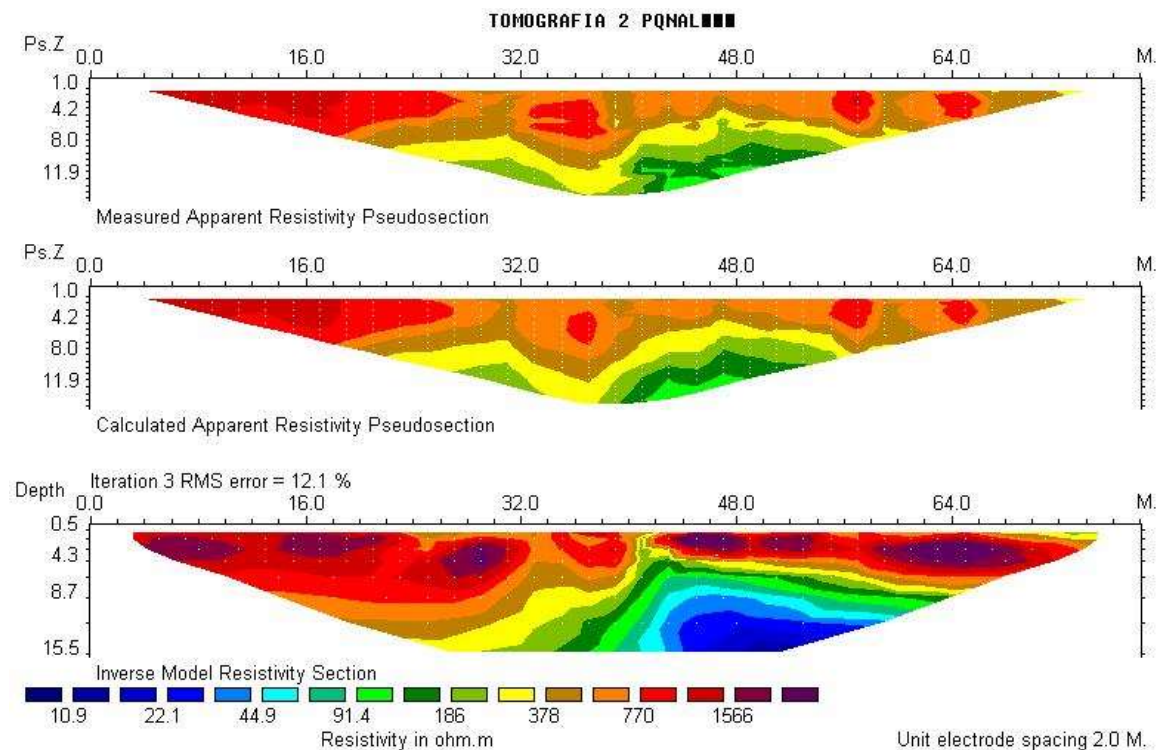 TOMOGRAFIA 2 PQNAL■■■
Ps.Z 0.0 16.0 32.0 48.0 64.0 M.
1.0
4.2
8.0
11.9
Measured Apparent Resistivity Pseudosection
Ps.Z 0.0 16.0 32.0 48.0 64.0 M.
1.0
4.2
8.0
11.9
Calculated Apparent Resistivity Pseudosection
Iteration 3 RMS error = 12.1 %
Depth 0.0 16.0 32.0 48.0 64.0 M.
0.5
4.3
8.7
15.5
Inverse Model Resistivity Section
10.9 22.1 44.9 91.4 186 378 770 1566
Resistivity in ohm.m Unit electrode spacing 2.0 M.